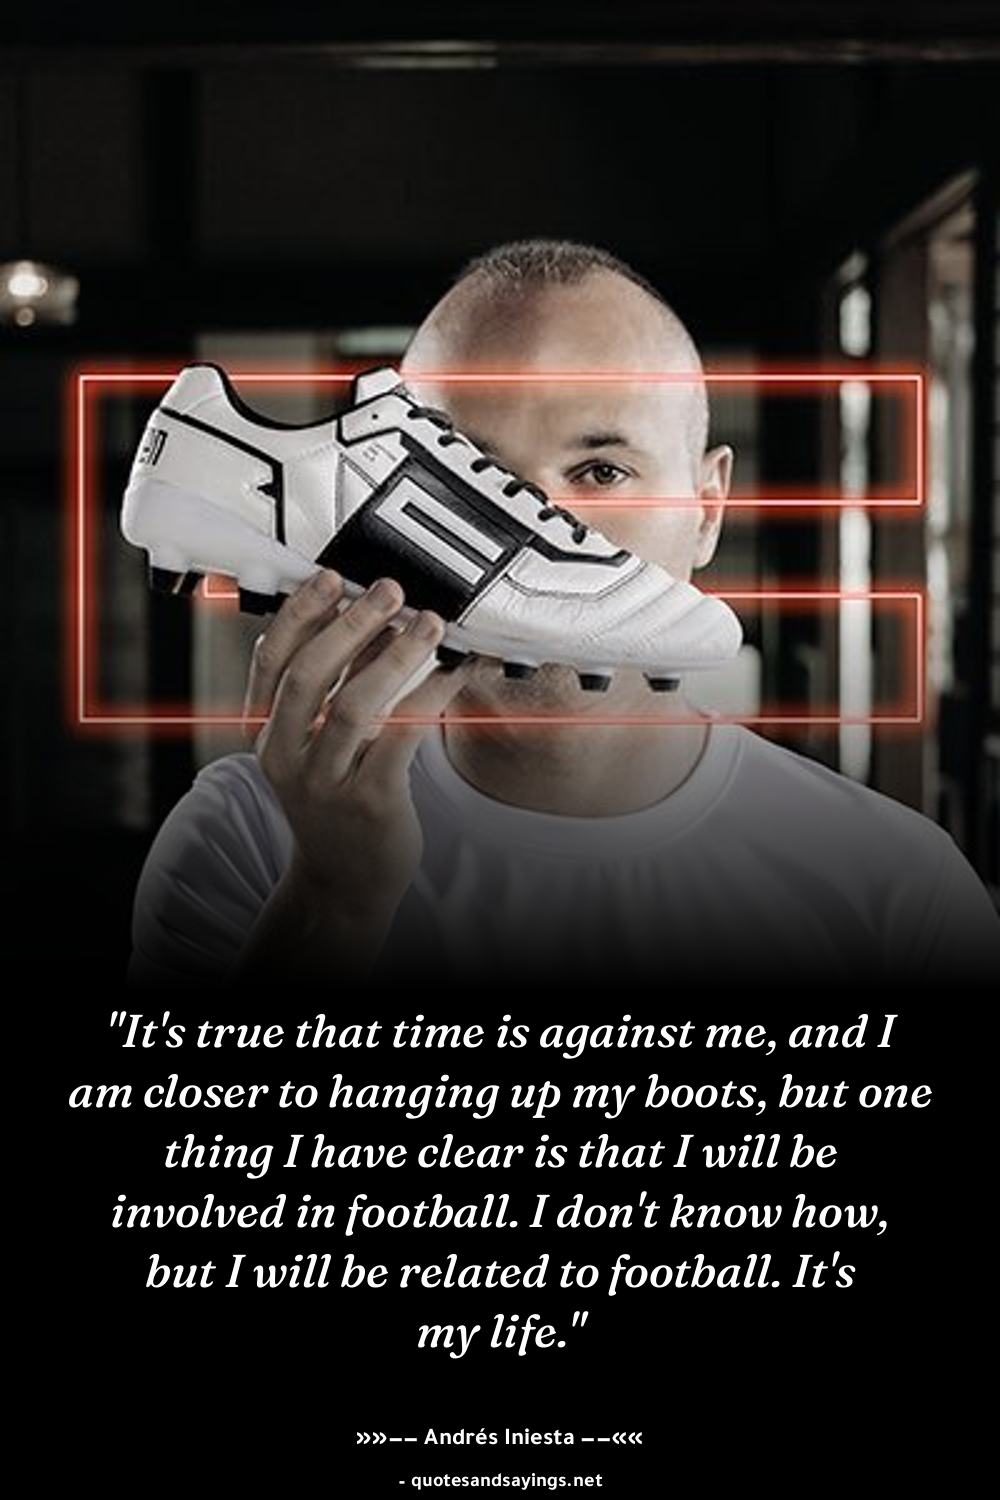 "It's true that time is against me, and I
am closer to hanging up my boots, but one
thing I have clear is that I will be
involved in football. I don't know how,
but I will be related to football. It's
my life."
»»−− Andrés Iniesta −−««
- quotesandsayings.net